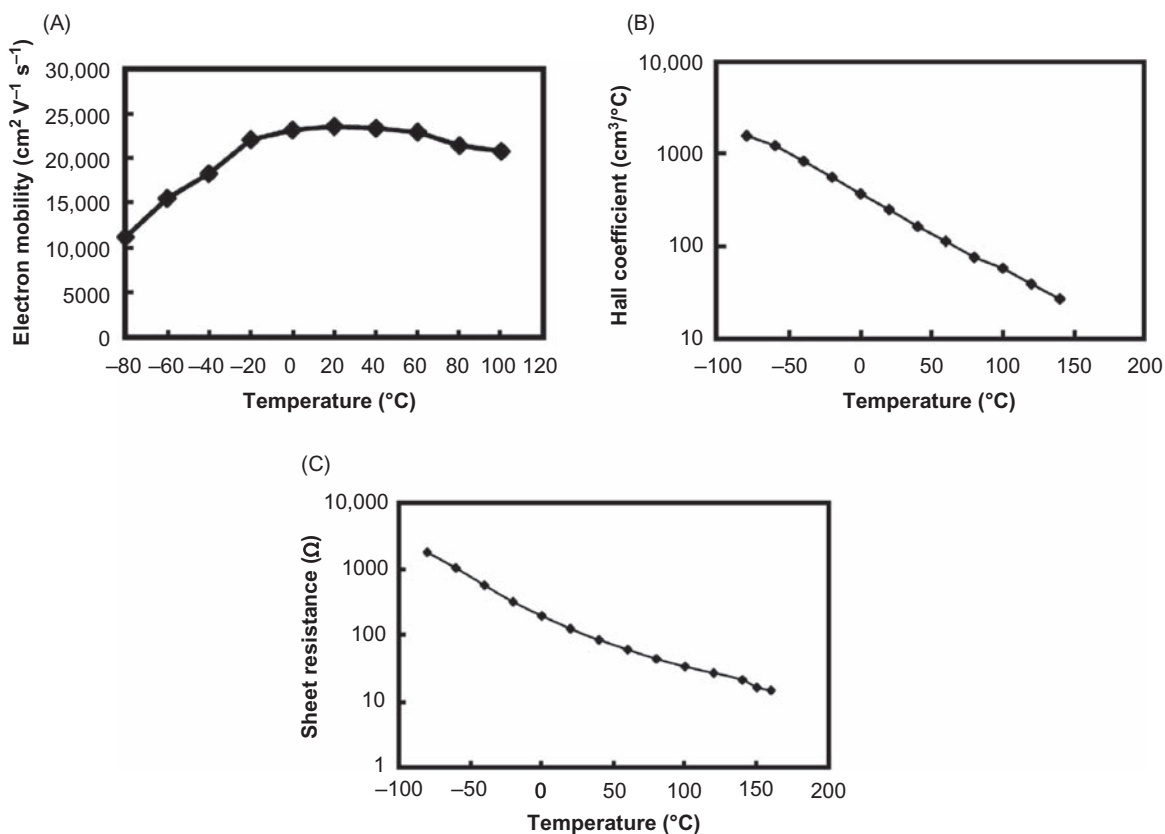 (A)
Electron mobility (cm² V⁻¹ s⁻¹)
30,000
25,000
20,000
15,000
10,000
5000
0
–80 –60 –40 –20 0 20 40 60 80 100 120
Temperature (°C)
(B)
Hall coefficient (cm³/°C)
10,000
1000
100
10
–100 –50 0 50 100 150 200
Temperature (°C)
(C)
Sheet resistance (Ω)
10,000
1000
100
10
1
–100 –50 0 50 100 150 200
Temperature (°C)